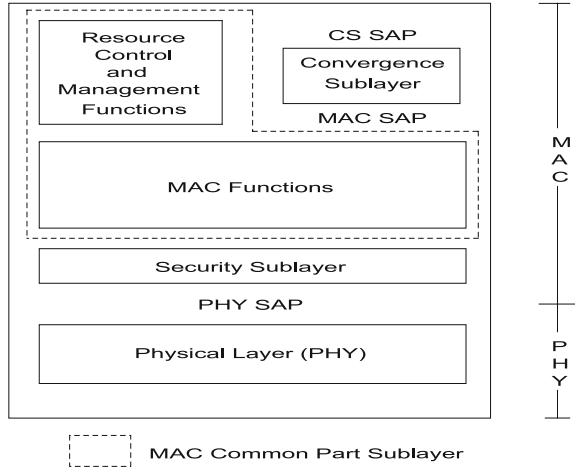 Resource
Control
and
Management
Functions
CS SAP
Convergence
Sublayer
MAC SAP
MAC Functions
Security Sublayer
PHY SAP
Physical Layer (PHY)
M
A
C
P
H
Y
MAC Common Part Sublayer